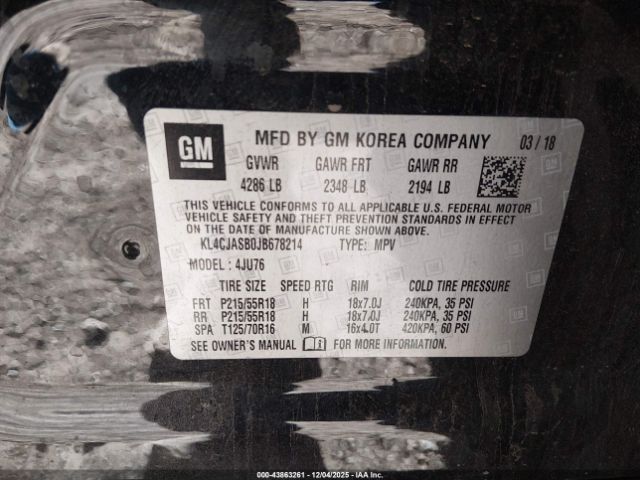 GM
MFD BY GM KOREA COMPANY 03 / 18
GVWR GAWR FRT GAWR RR
4286 LB 2348 LB 2194 LB
THIS VEHICLE CONFORMS TO ALL APPLICABLE U.S. FEDERAL MOTOR
VEHICLE SAFETY AND THEFT PREVENTION STANDARDS IN EFFECT
ON THE DATE OF MANUFACTURE SHOWN ABOVE.
KL4CJASB0JB678214 TYPE: MPV
MODEL : 4JU76
TIRE SIZE SPEED RTG RIM COLD TIRE PRESSURE
FRT P215/55R18 H 18x7.0J 240KPA, 35 PSI
RR P215/55R18 H 18x7.0J 240KPA, 35 PSI
SPA T125/70R16 M 16x4.0T 420KPA, 60 PSI
SEE OWNER'S MANUAL FOR MORE INFORMATION.
000-43863261 - 12/04/2025 - IAA Inc.